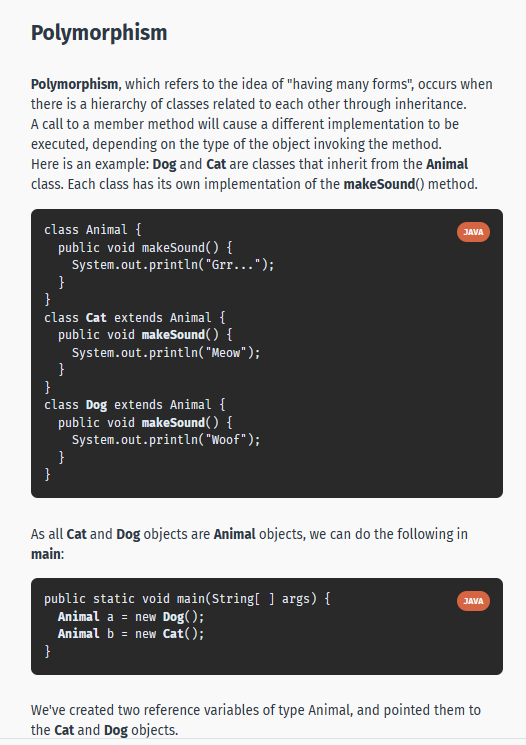 Polymorphism
Polymorphism, which refers to the idea of "having many forms", occurs when
there is a hierarchy of classes related to each other through inheritance.
A call to a member method will cause a different implementation to be
executed, depending on the type of the object invoking the method.
Here is an example: Dog and Cat are classes that inherit from the Animal
class. Each class has its own implementation of the makeSound() method.
JAVA
class Animal {
  public void makeSound() {
    System.out.println("Grr...");
  }
}
class Cat extends Animal {
  public void makeSound() {
    System.out.println("Meow");
  }
}
class Dog extends Animal {
  public void makeSound() {
    System.out.println("Woof");
  }
}
As all Cat and Dog objects are Animal objects, we can do the following in
main:
JAVA
public static void main(String[ ] args) {
  Animal a = new Dog();
  Animal b = new Cat();
}
We've created two reference variables of type Animal, and pointed them to
the Cat and Dog objects.